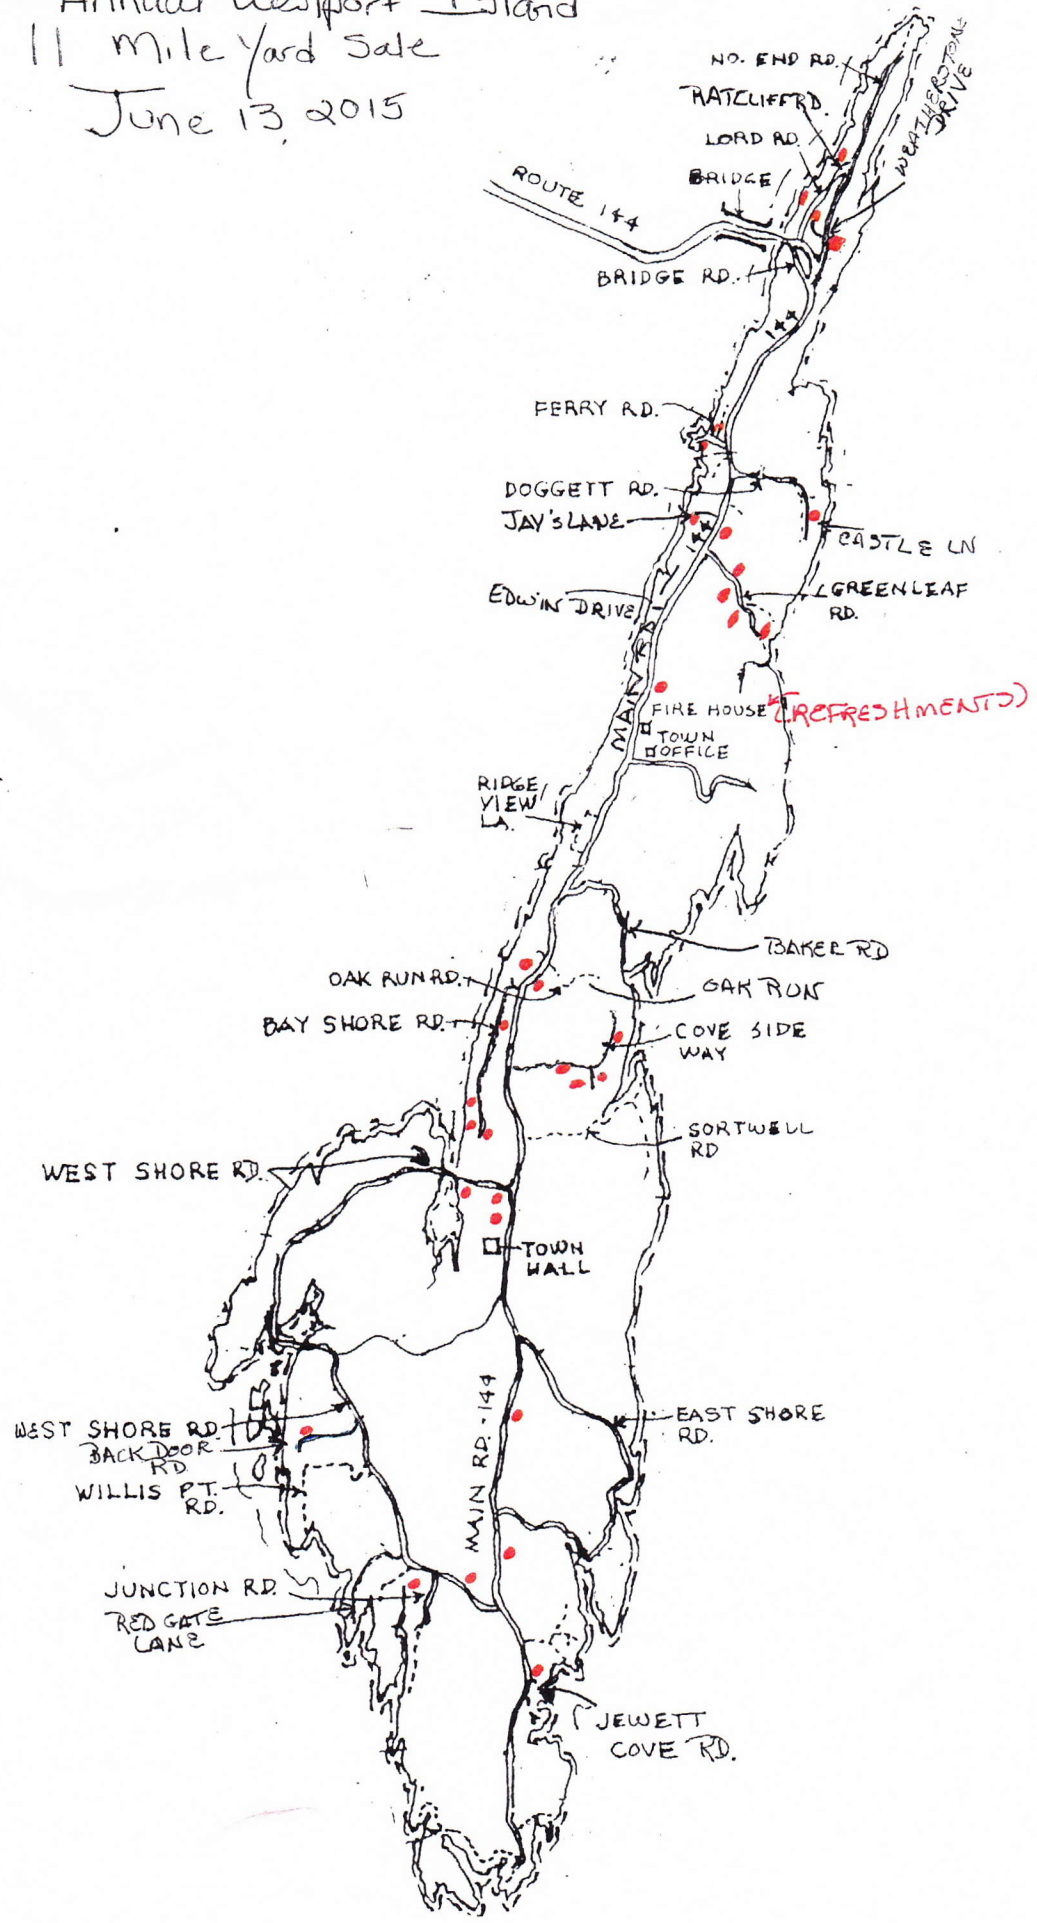 Annual Westport Island
11 Mile Yard Sale
June 13, 2015
NO. END RD.
RATCLIFF RD.
LORD RD.
BRIDGE
WEATHERSTONE
DRIVE
ROUTE 144
BRIDGE RD.
144
FERRY RD.
DOGGETT RD.
JAY'S LANE
144
CASTLE LN
EDWIN DRIVE
GREENLEAF
RD.
MAIN RD
FIRE HOUSE (REFRESHMENTS)
TOWN
OFFICE
RIDGE
VIEW
LA.
BAKER RD
OAK RUN RD.
OAK RUN
BAY SHORE RD.
COVE SIDE
WAY
SORTWELL
RD
WEST SHORE RD.
TOWN
HALL
MAIN RD.-144
WEST SHORE RD.
BACK DOOR
RD
EAST SHORE
RD.
WILLIS PT.
RD.
JUNCTION RD.
RED GATE
LANE
JEWETT
COVE RD.